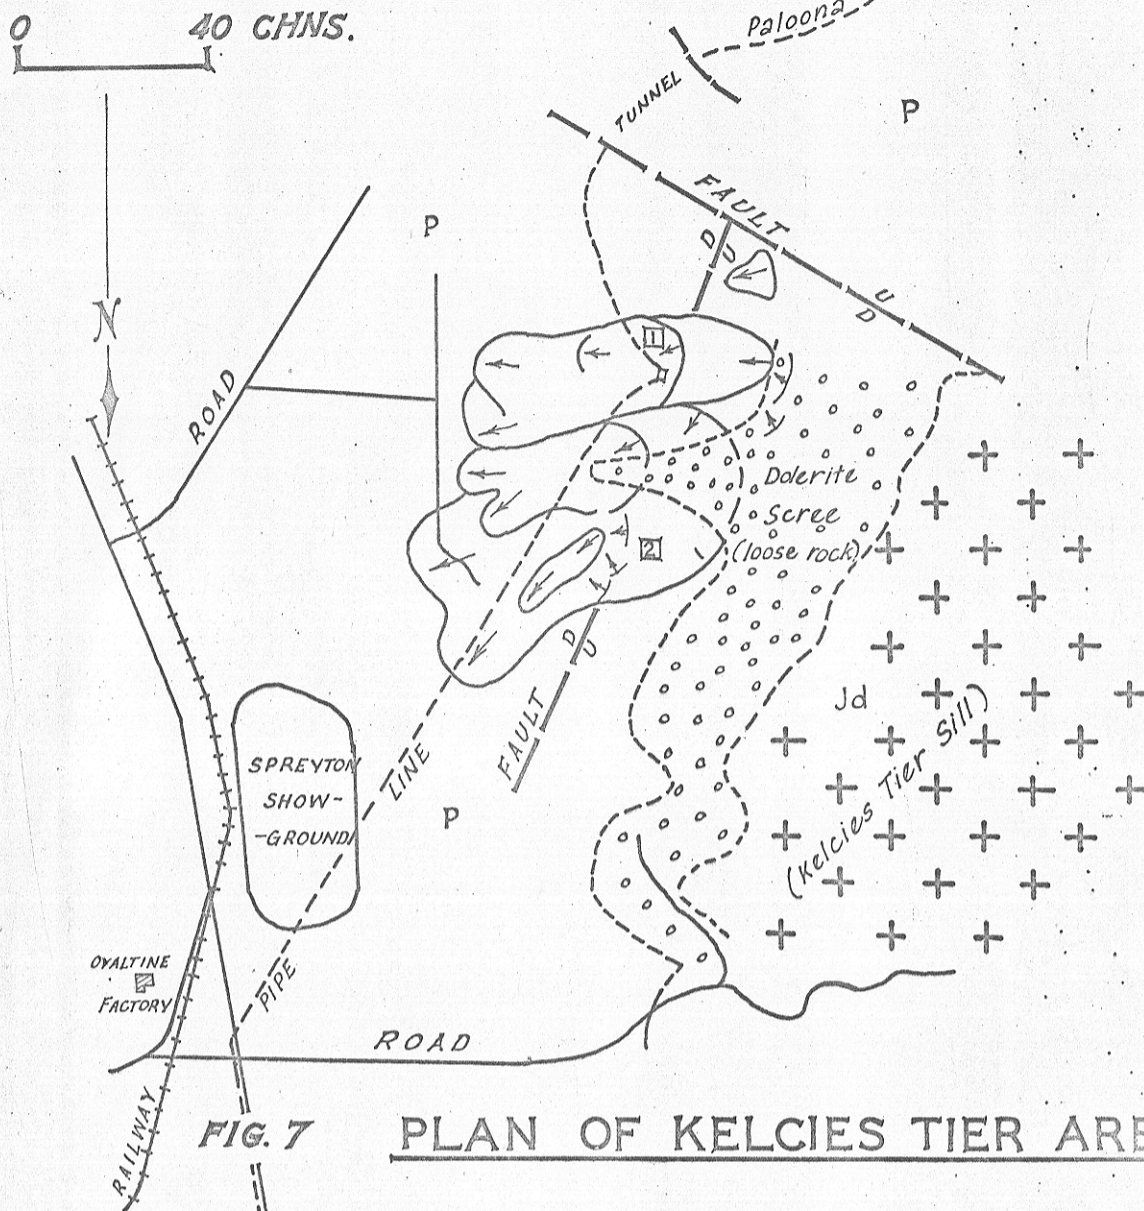 0 40 CHNS.
Paloona
TUNNEL
P
FAULT
D
U
U
D
P
N
ROAD
1
2
Dolerite
Scree
(loose rock)
D
U
FAULT
Jd
(Kelcies Tier Sill)
SPREYTON
SHOW-
-GROUND
LINE
P
PIPE
OVALTINE
FACTORY
ROAD
RAILWAY
FIG. 7 PLAN OF KELCIES TIER ARE